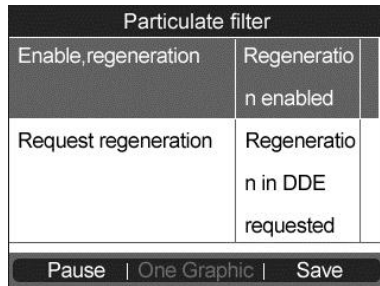 Particulate filter
Enable,regeneration Regeneratio
n enabled
Request regeneration Regeneratio
n in DDE
requested
Pause | One Graphic | Save